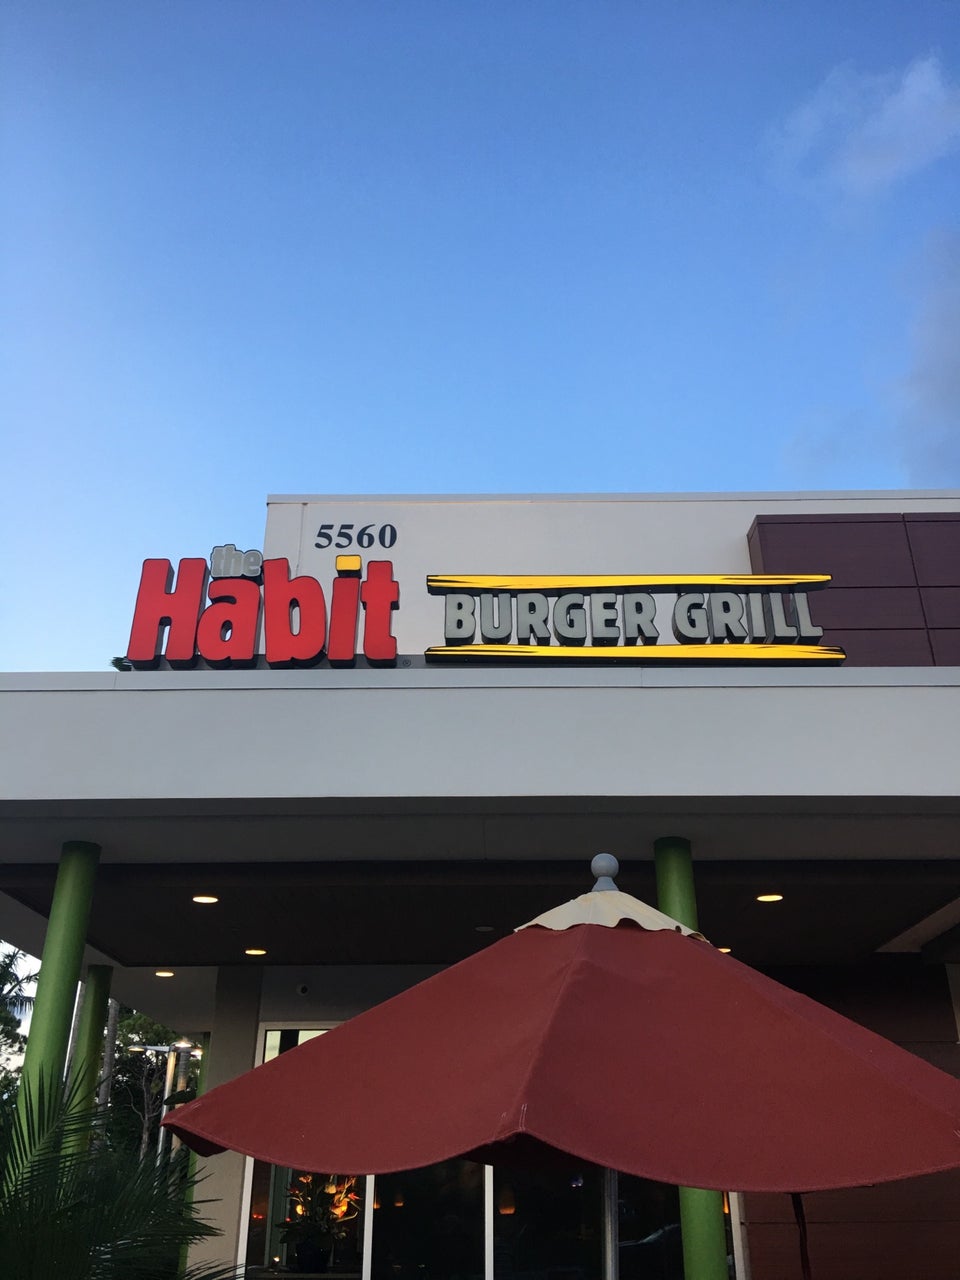 5560
the
Habit®
BURGER GRILL